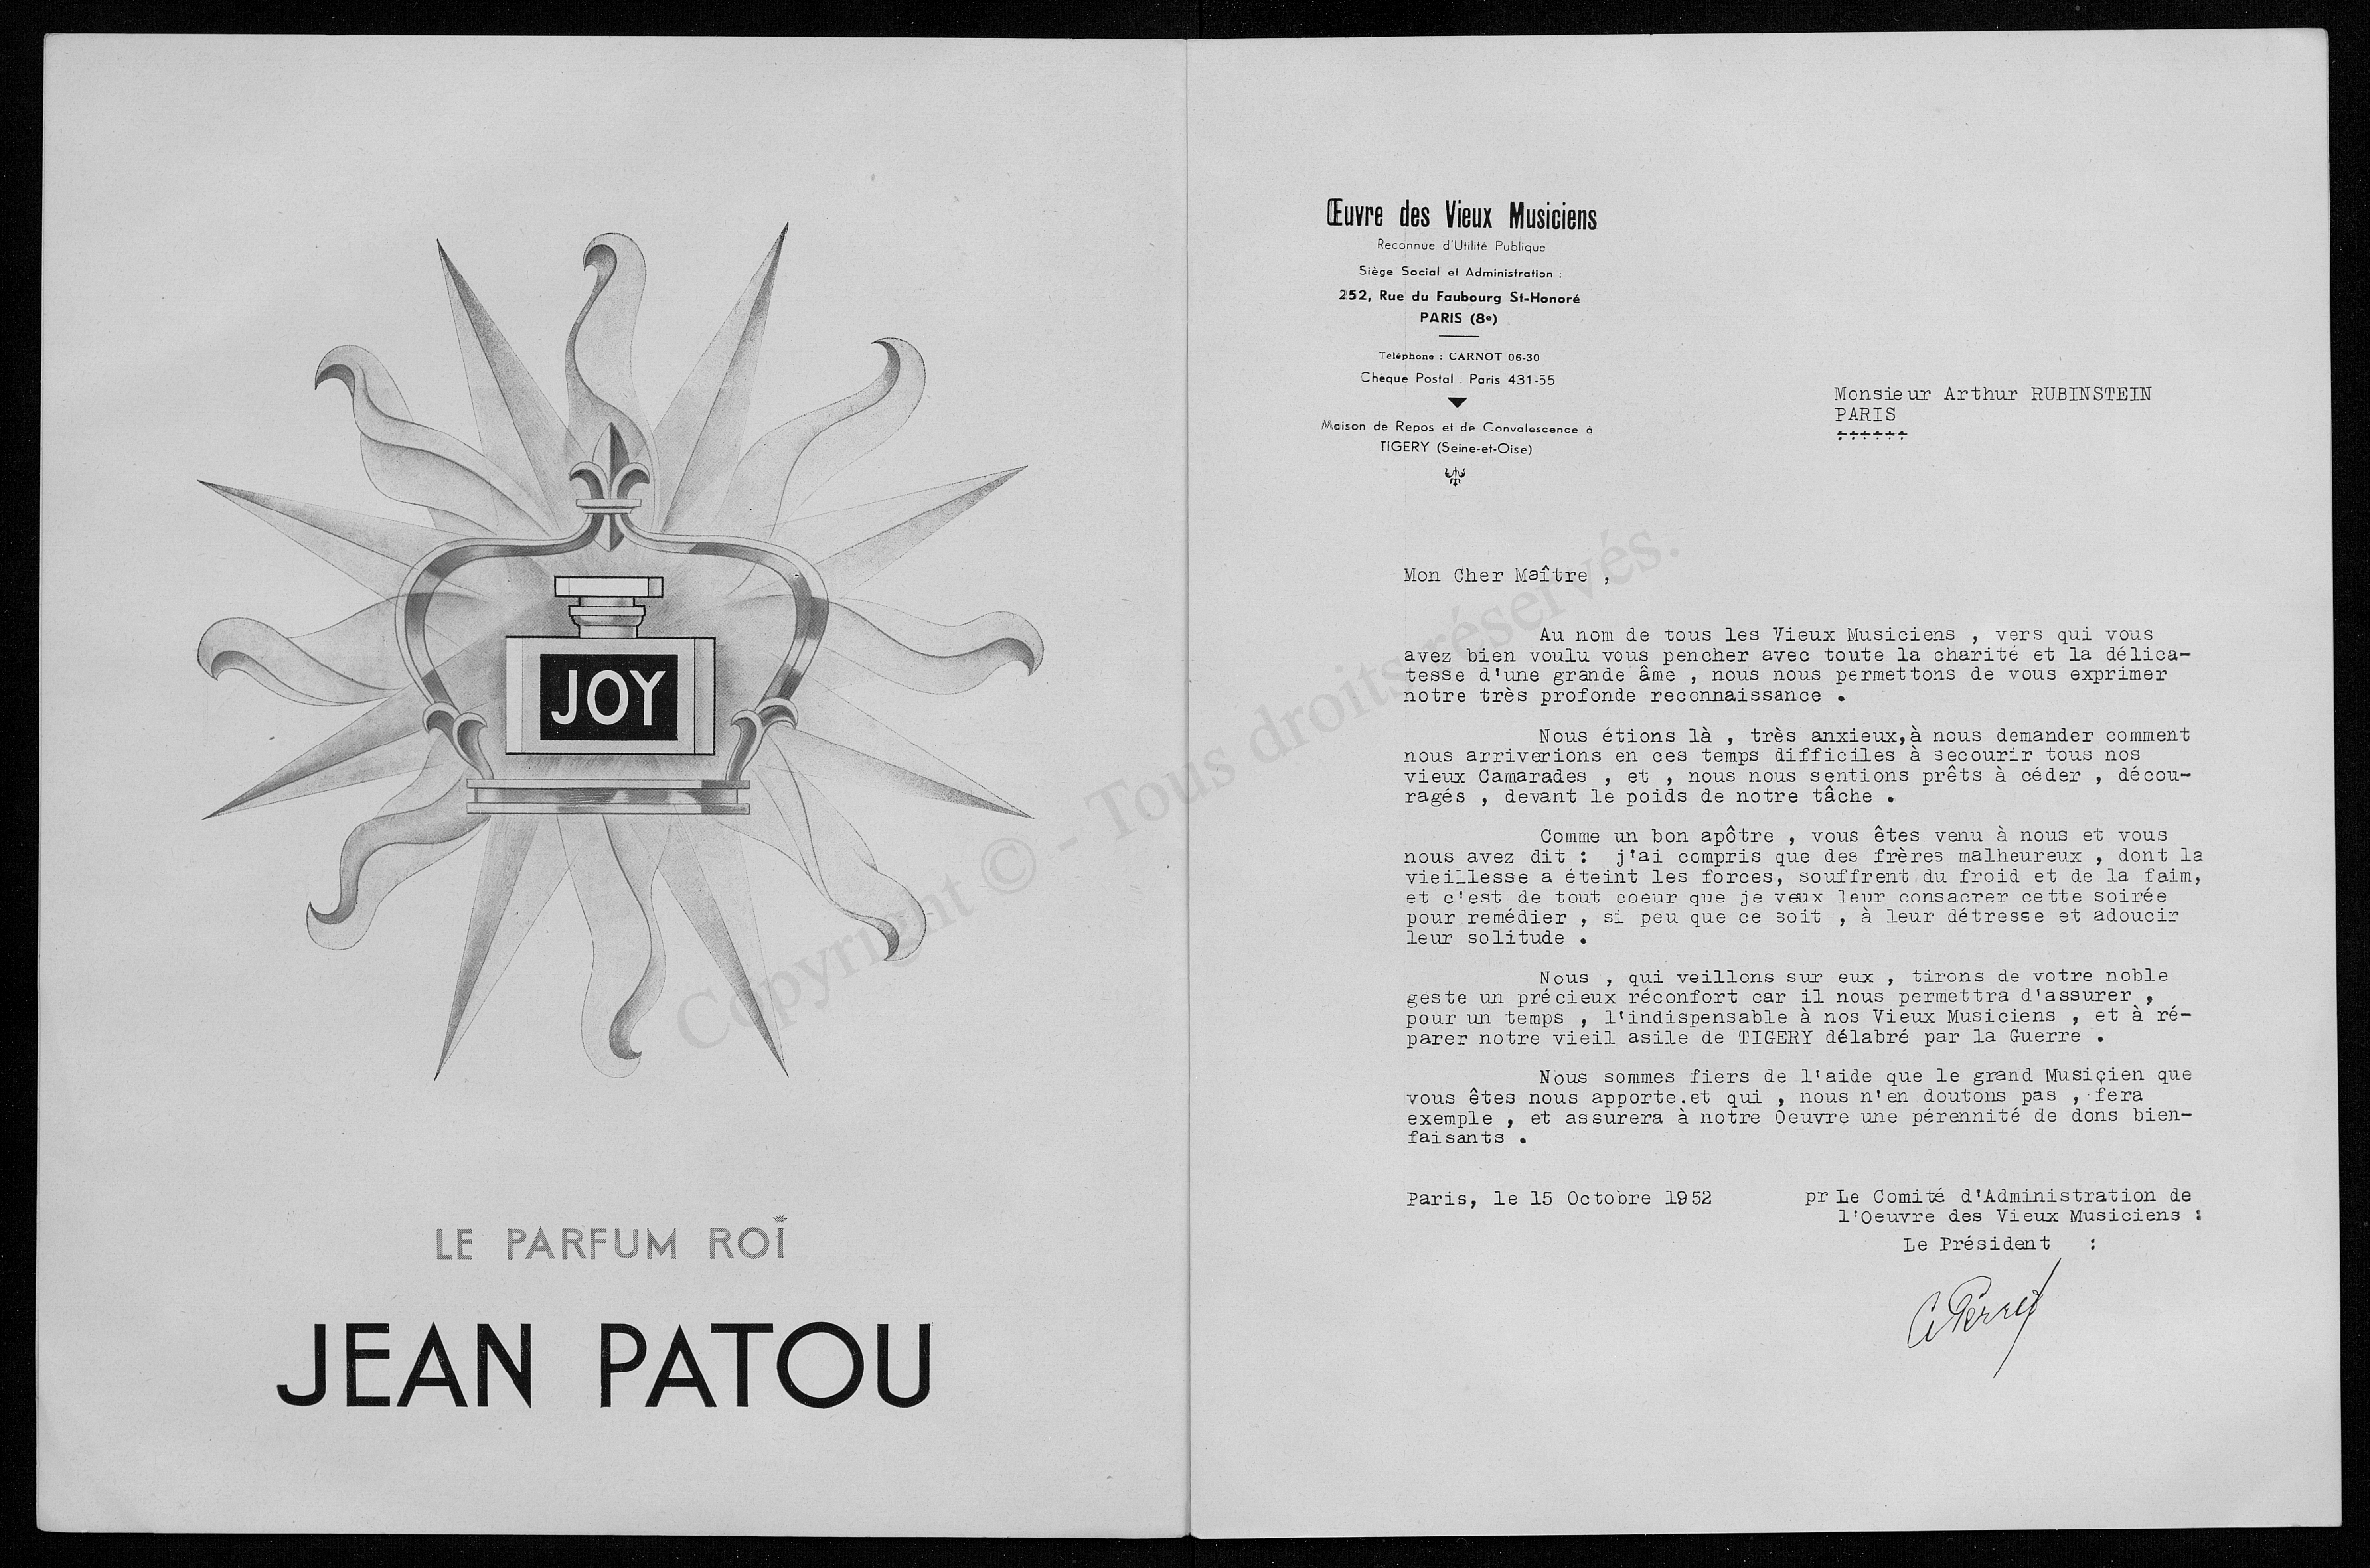 JOY
LE PARFUM ROI
JEAN PATOU
Œuvre des Vieux Musiciens
Reconnue d'Utilité Publique
Siège Social et Administration :
252, Rue du Faubourg St-Honoré
PARIS (8e)
Téléphone : CARNOT 06-30
Chèque Postal : Paris 431-55
Maison de Repos et de Convalescence à
TIGERY (Seine-et-Oise)
Monsieur Arthur RUBINSTEIN
PARIS
Mon Cher Maître ,
Au nom de tous les Vieux Musiciens , vers qui vous
avez bien voulu vous pencher avec toute la charité et la délica-
tesse d'une grande âme , nous nous permettons de vous exprimer
notre très profonde reconnaissance .
Nous étions là , très anxieux,à nous demander comment
nous arriverions en ces temps difficiles à secourir tous nos
vieux Camarades , et , nous nous sentions prêts à céder , décou-
ragés , devant le poids de notre tâche .
Comme un bon apôtre , vous êtes venu à nous et vous
nous avez dit : j'ai compris que des frères malheureux , dont la
vieillesse a éteint les forces, souffrent du froid et de la faim,
et c'est de tout coeur que je veux leur consacrer cette soirée
pour remédier , si peu que ce soit , à leur détresse et adoucir
leur solitude .
Nous , qui veillons sur eux , tirons de votre noble
geste un précieux réconfort car il nous permettra d'assurer ,
pour un temps , l'indispensable à nos Vieux Musiciens , et à ré-
parer notre vieil asile de TIGERY délabré par la Guerre .
Nous sommes fiers de l'aide que le grand Musicien que
vous êtes nous apporte.et qui , nous n'en doutons pas , fera
exemple , et assurera à notre Oeuvre une pérennité de dons bien-
faisants .
Paris, le 15 Octobre 1952
pr Le Comité d'Administration de
l'Oeuvre des Vieux Musiciens :
Le Président :
Copyright © - Tous droits réservés.